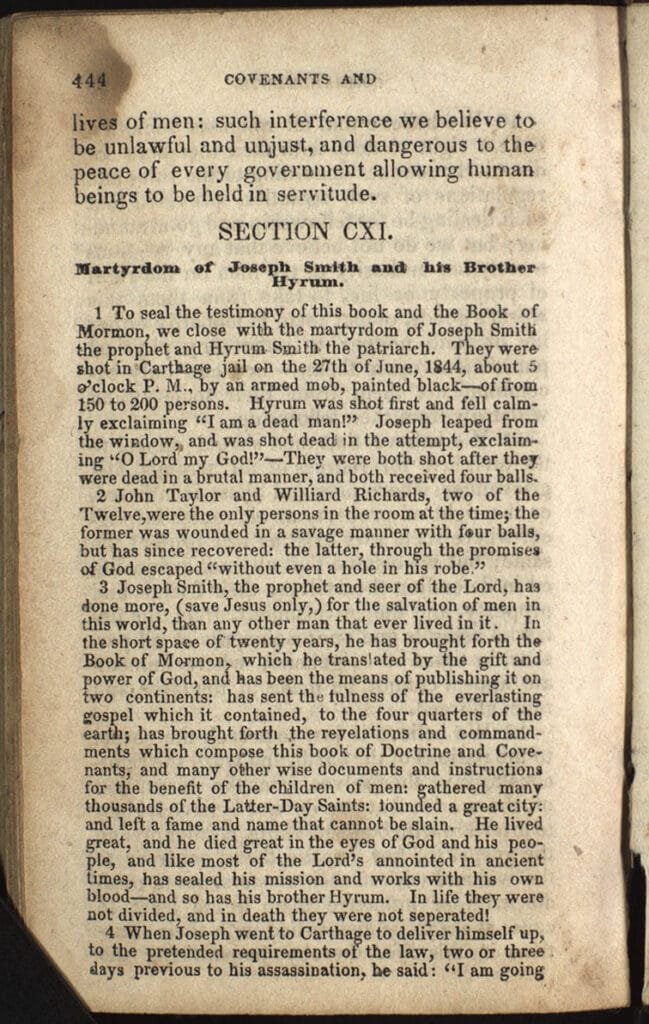 444
COVENANTS AND
lives of men: such interference we believe to
be unlawful and unjust, and dangerous to the
peace of every government allowing human
beings to be held in servitude.
SECTION CXI.
Martyrdom of Joseph Smith and his Brother
Hyrum.
1 To seal the testimony of this book and the Book of
Mormon, we close with the martyrdom of Joseph Smith
the prophet and Hyrum Smith the patriarch. They were
shot in Carthage jail on the 27th of June, 1844, about 5
o'clock P. M., by an armed mob, painted black—of from
150 to 200 persons. Hyrum was shot first and fell calm-
ly exclaiming "I am a dead man!" Joseph leaped from
the window, and was shot dead in the attempt, exclaim-
ing "O Lord my God!"—They were both shot after they
were dead in a brutal manner, and both received four balls.
2 John Taylor and Williard Richards, two of the
Twelve,were the only persons in the room at the time; the
former was wounded in a savage manner with four balls,
but has since recovered: the latter, through the promises
of God escaped "without even a hole in his robe."
3 Joseph Smith, the prophet and seer of the Lord, has
done more, (save Jesus only,) for the salvation of men in
this world, than any other man that ever lived in it. In
the short space of twenty years, he has brought forth the
Book of Mormon, which he translated by the gift and
power of God, and has been the means of publishing it on
two continents: has sent the fulness of the everlasting
gospel which it contained, to the four quarters of the
earth; has brought forth the revelations and command-
ments which compose this book of Doctrine and Cove-
nants, and many other wise documents and instructions
for the benefit of the children of men: gathered many
thousands of the Latter-Day Saints: founded a great city:
and left a fame and name that cannot be slain. He lived
great, and he died great in the eyes of God and his peo-
ple, and like most of the Lord's annointed in ancient
times, has sealed his mission and works with his own
blood—and so has his brother Hyrum. In life they were
not divided, and in death they were not seperated!
4 When Joseph went to Carthage to deliver himself up,
to the pretended requirements of the law, two or three
days previous to his assassination, he said: "I am going